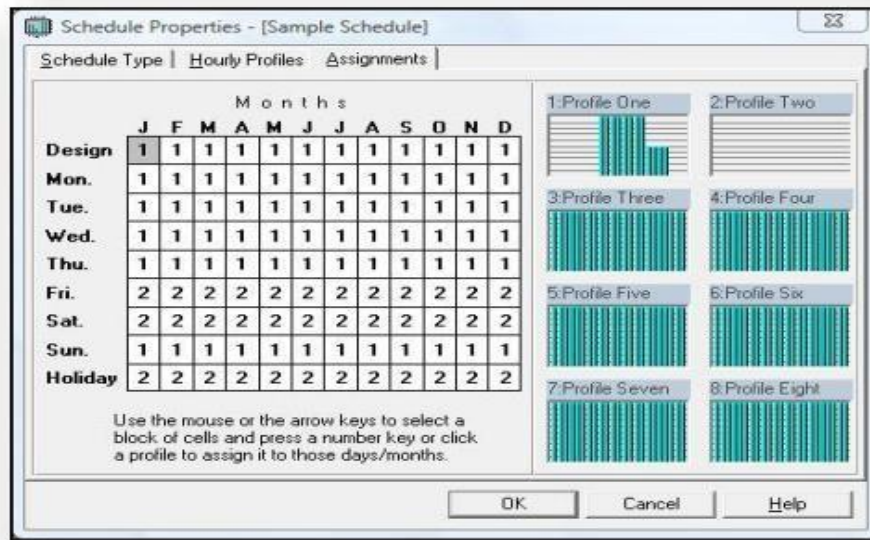 Schedule Properties - [Sample Schedule]
Schedule Type | Hourly Profiles Assignments
Months
J F M A M J J A S O N D
Design 1 1 1 1 1 1 1 1 1 1 1 1
Mon. 1 1 1 1 1 1 1 1 1 1 1 1
Tue. 1 1 1 1 1 1 1 1 1 1 1 1
Wed. 1 1 1 1 1 1 1 1 1 1 1 1
Thu. 1 1 1 1 1 1 1 1 1 1 1 1
Fri. 2 2 2 2 2 2 2 2 2 2 2 2
Sat. 2 2 2 2 2 2 2 2 2 2 2 2
Sun. 1 1 1 1 1 1 1 1 1 1 1 1
Holiday 2 2 2 2 2 2 2 2 2 2 2 2
Use the mouse or the arrow keys to select a
block of cells and press a number key or click
a profile to assign it to those days/months.
1:Profile One 2:Profile Two
3:Profile Three 4:Profile Four
5:Profile Five 6:Profile Six
7:Profile Seven 8:Profile Eight
OK Cancel Help